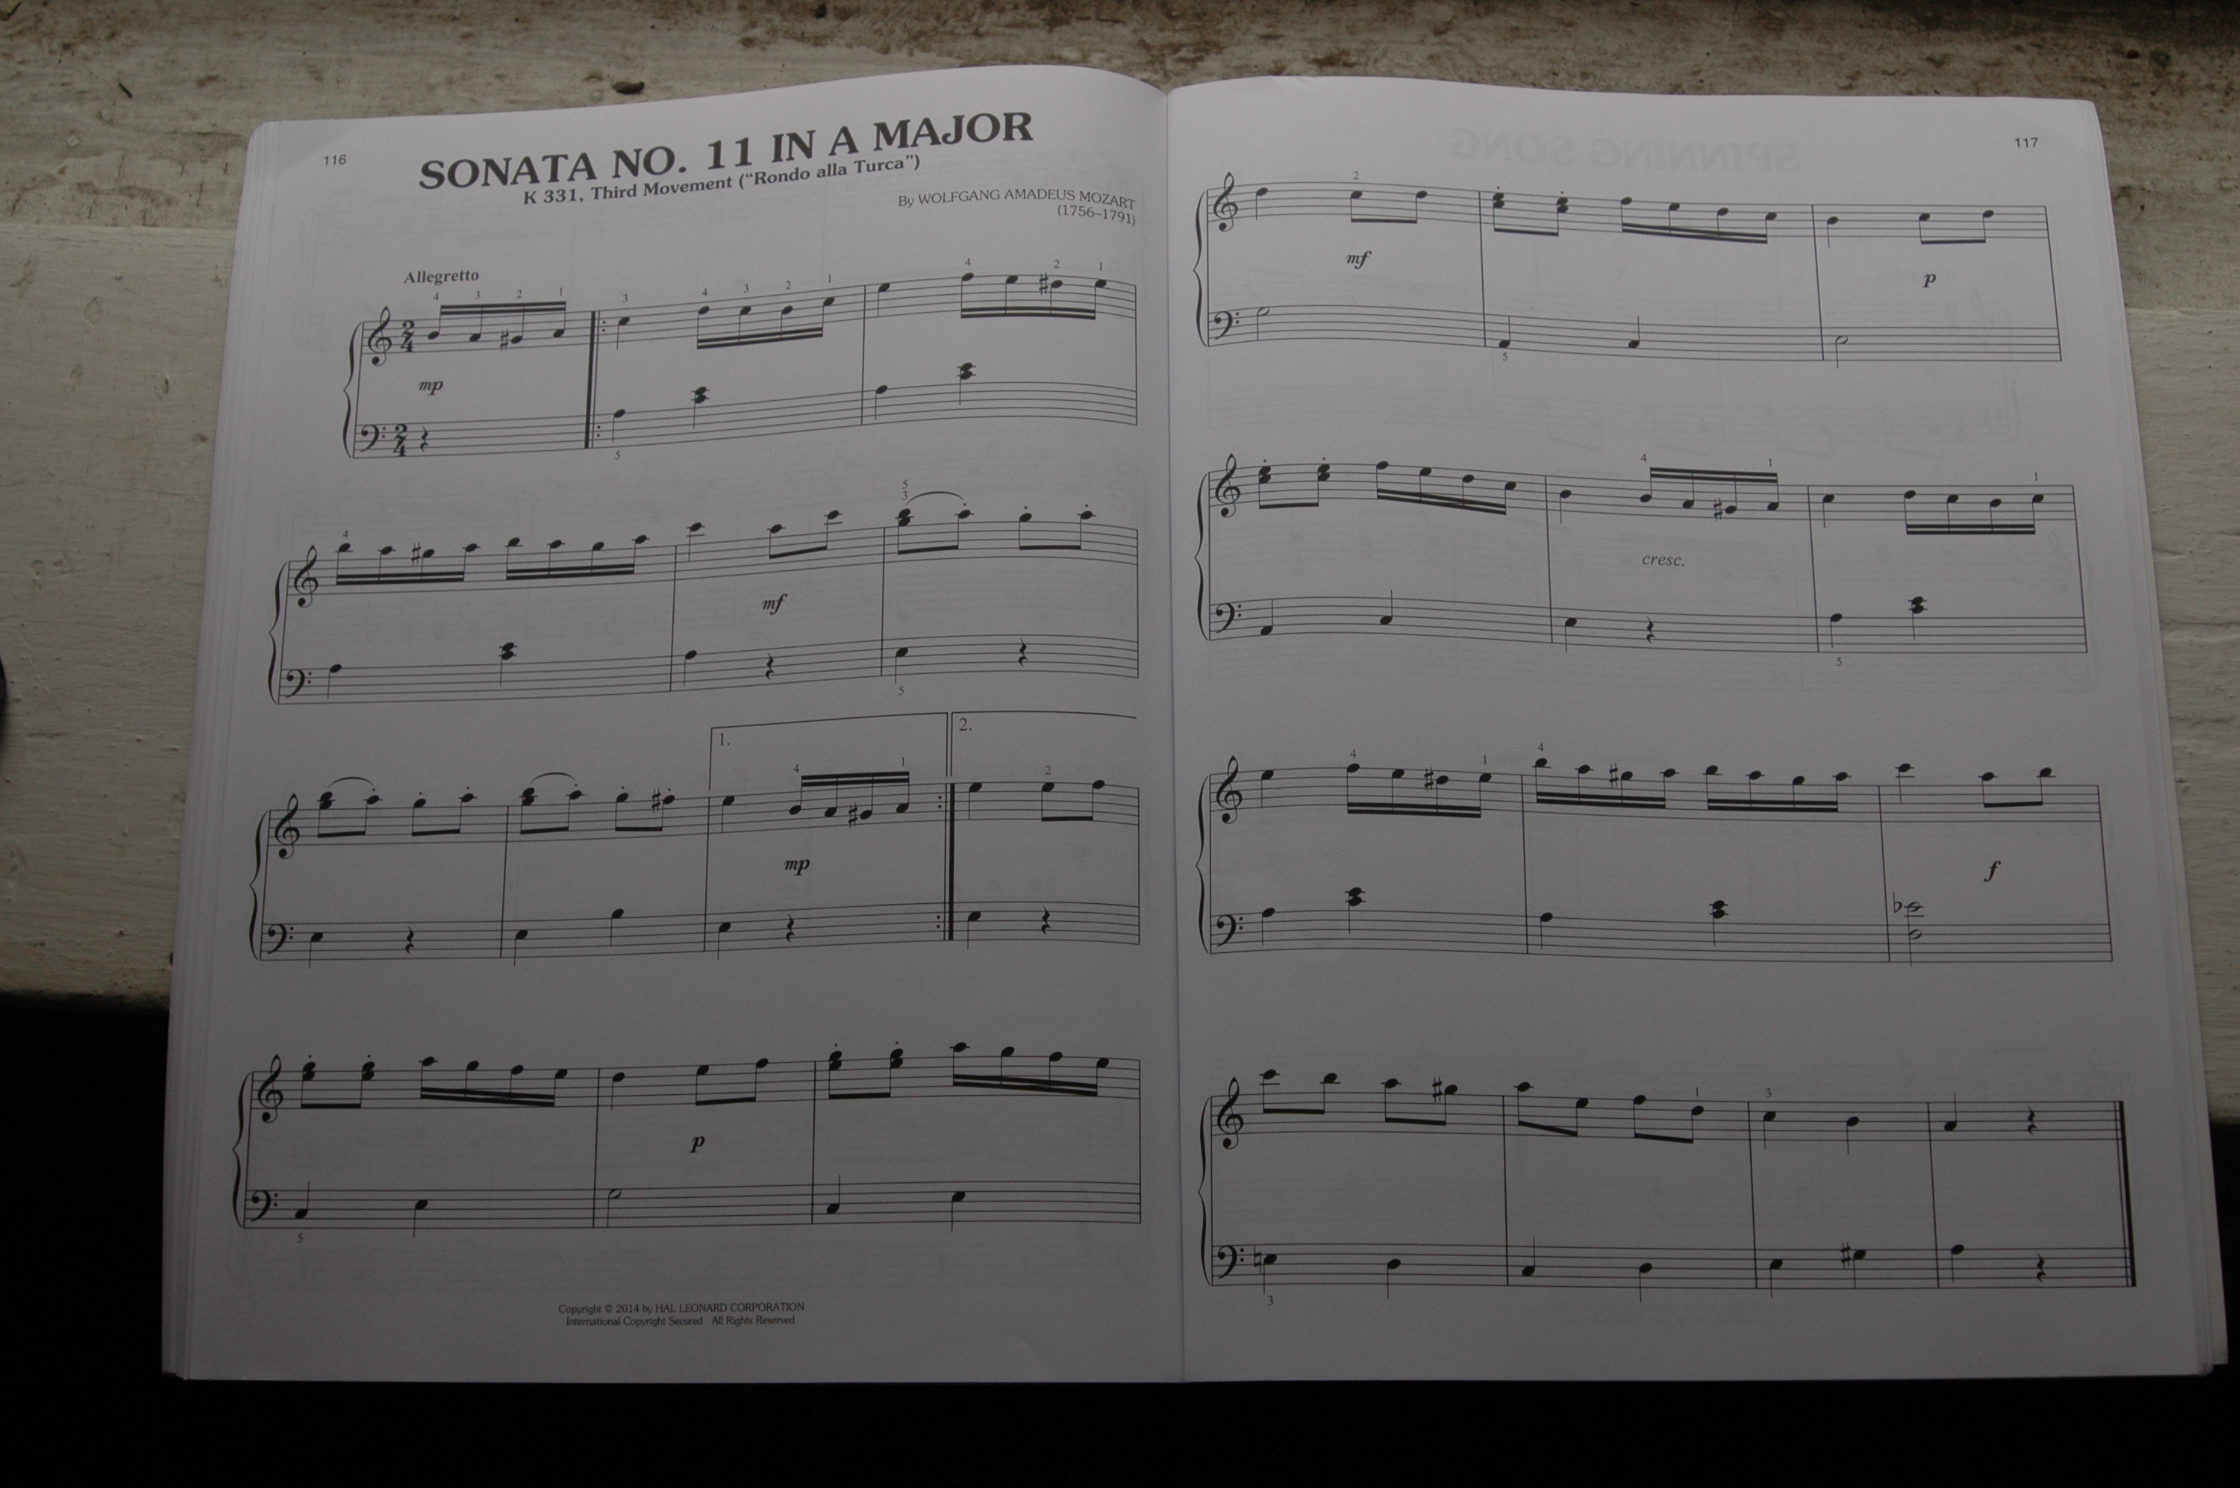 116
SONATA NO. 11 IN A MAJOR
K 331, Third Movement (“Rondo alla Turca”)
By WOLFGANG AMADEUS MOZART
(1756–1791)
Allegretto
4 3 2 1 3 4 3 2 1 4 2 1
2
4
mp
2
4
5
4 5
3
mf
5
1. 2.
4 1 2
mp
p
5
Copyright © 2014 by HAL LEONARD CORPORATION
International Copyright Secured All Rights Reserved
117
SPINNING SONG
2
mf p
5
4 1 1
cresc.
5
4 1 4
f
1 3
3